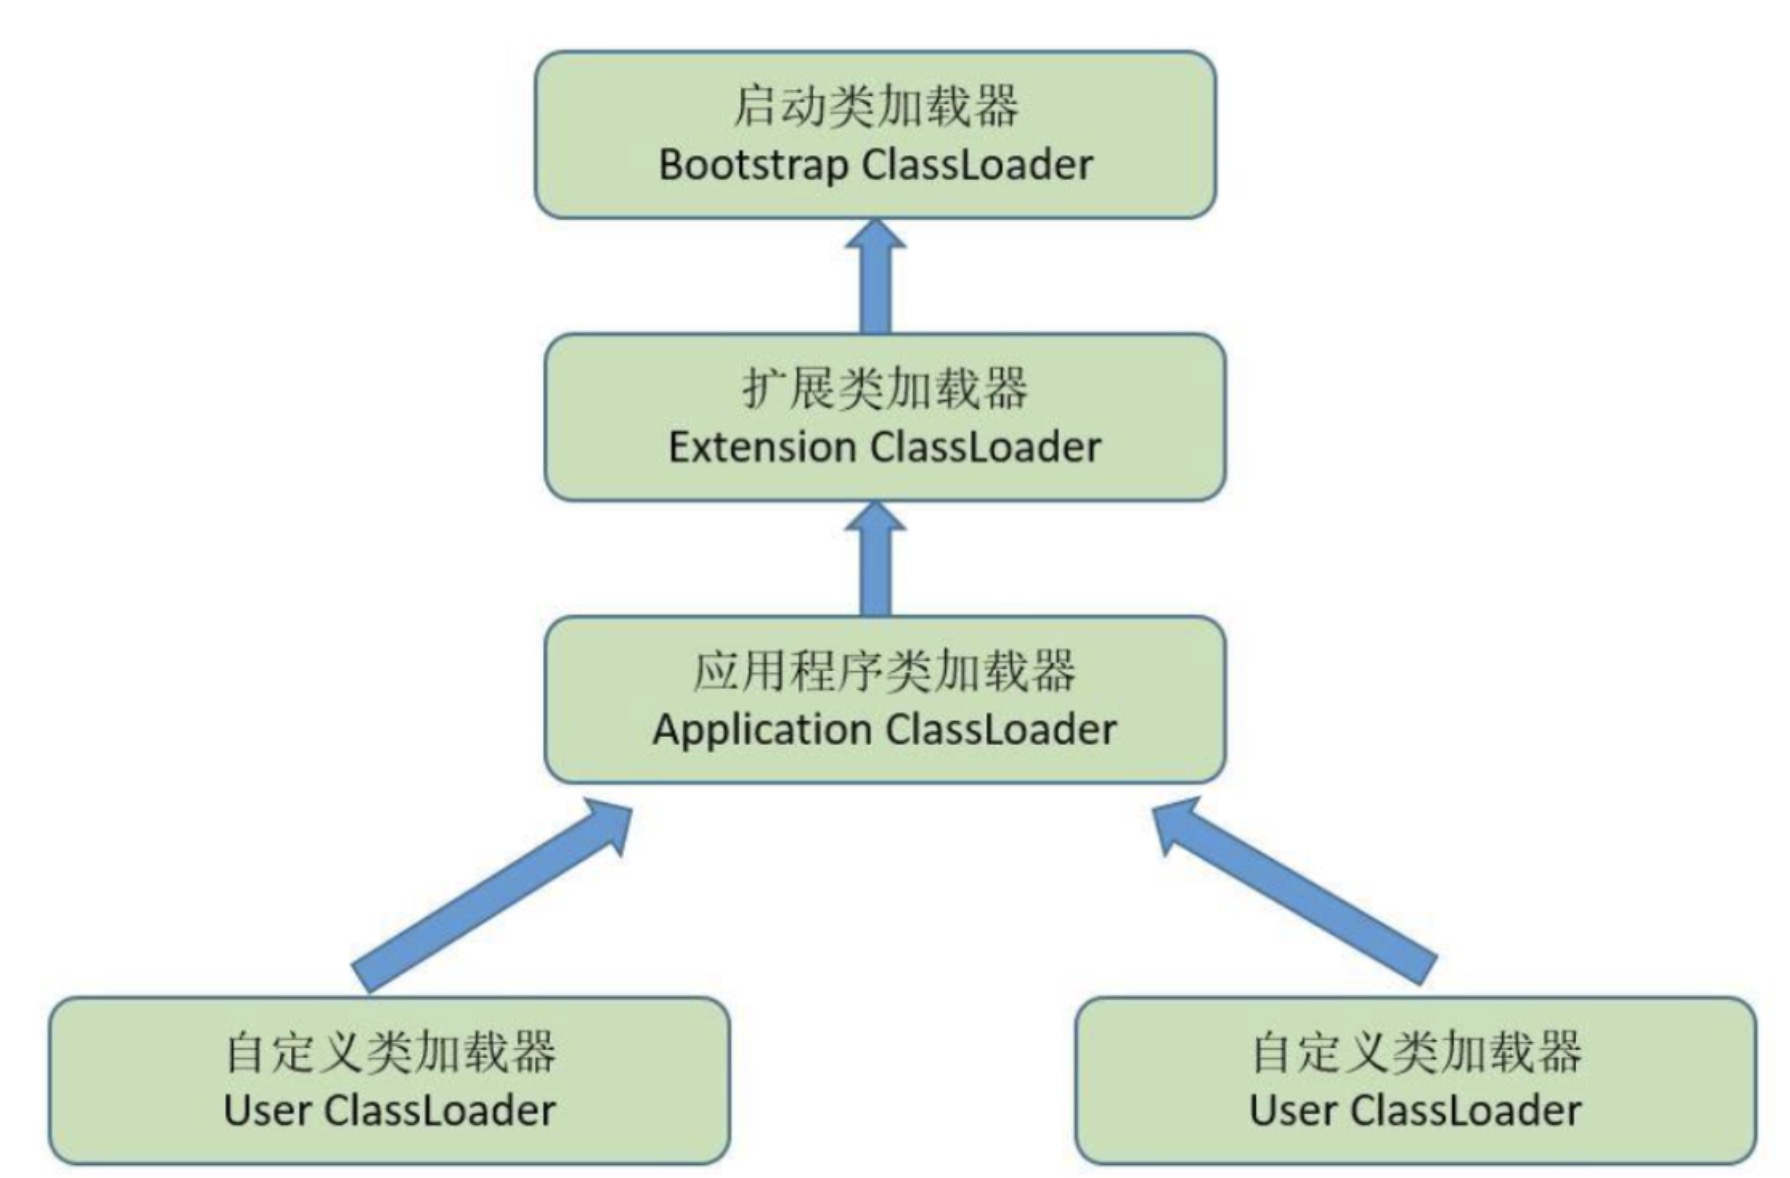 启动类加载器
Bootstrap ClassLoader
扩展类加载器
Extension ClassLoader
应用程序类加载器
Application ClassLoader
自定义类加载器
User ClassLoader
自定义类加载器
User ClassLoader